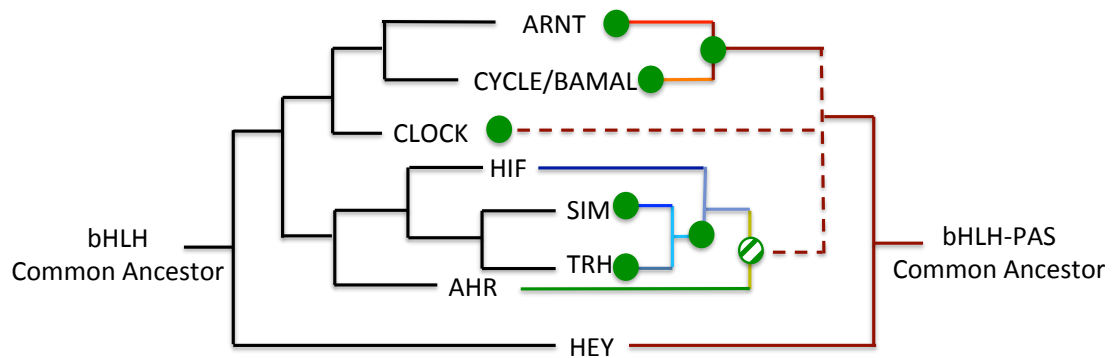 ARNT
CYCLE/BAMAL
CLOCK
HIF
SIM
bHLH
Common Ancestor
bHLH-PAS
Common Ancestor
TRH
AHR
HEY